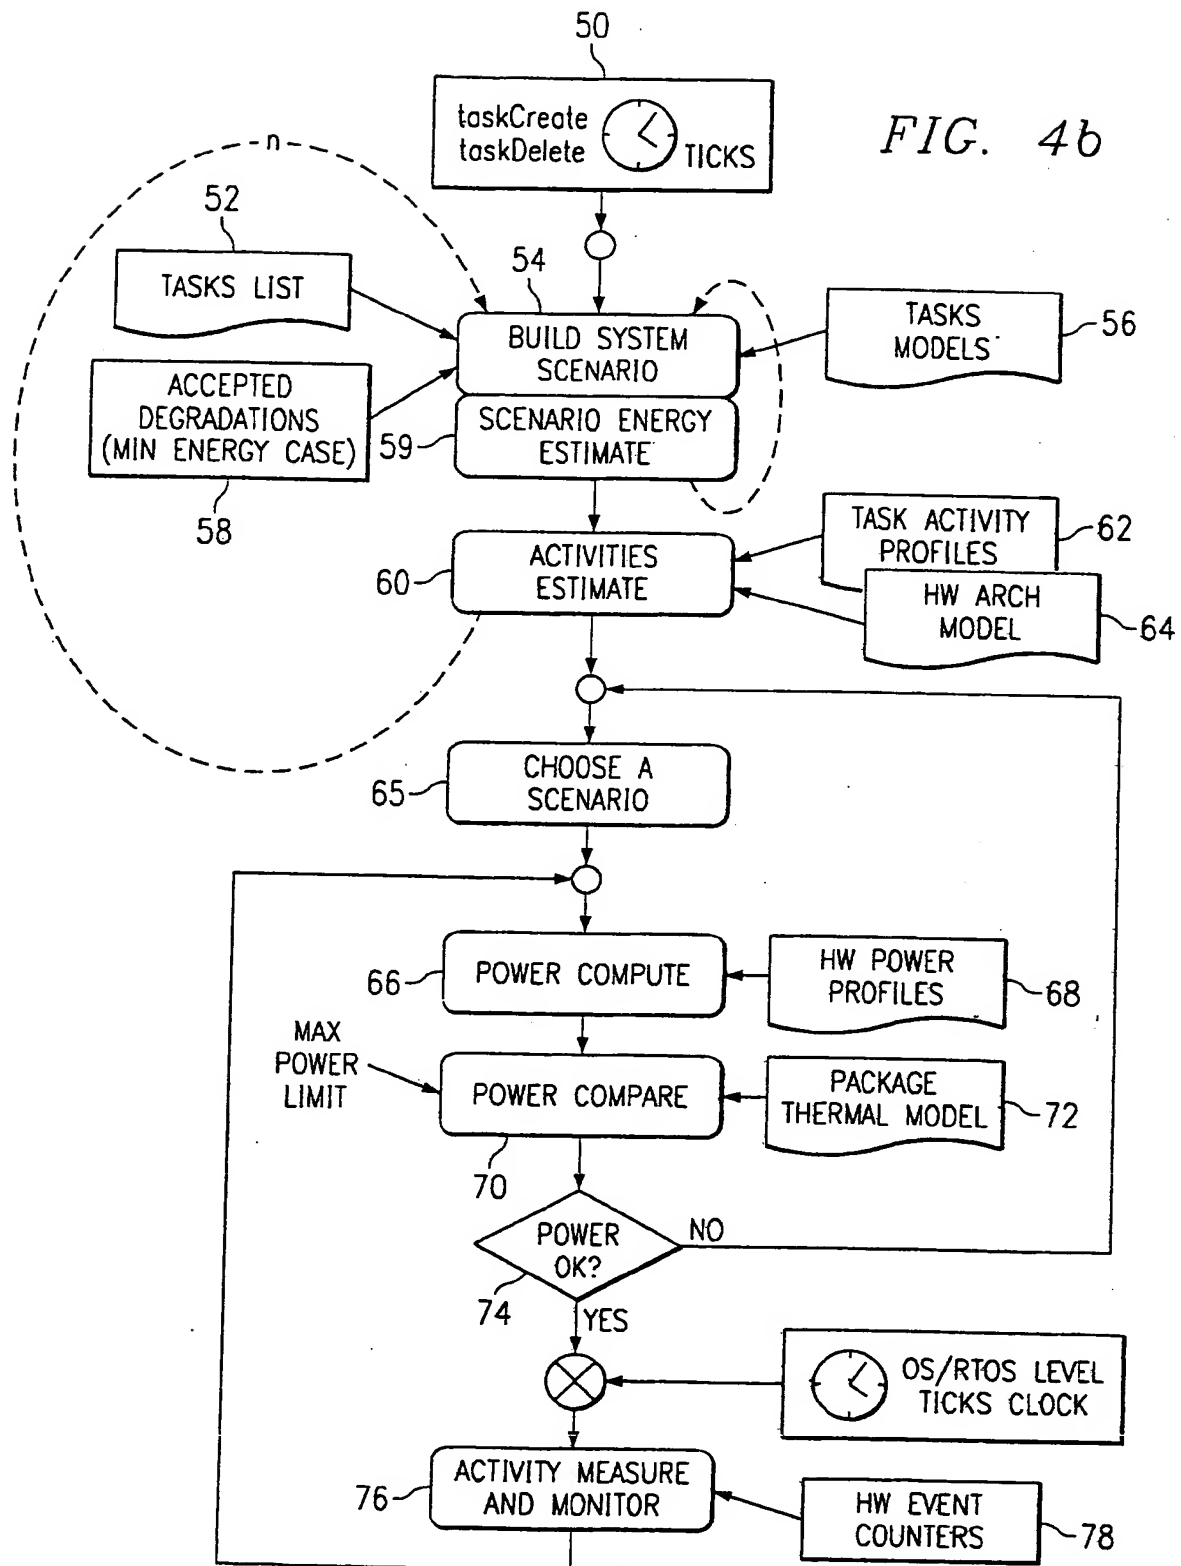 50
taskCreate
taskDelete
TICKS
FIG. 4b
n
52
TASKS LIST
54
BUILD SYSTEM
SCENARIO
TASKS
MODELS
56
ACCEPTED
DEGRADATIONS
(MIN ENERGY CASE)
58
59
SCENARIO ENERGY
ESTIMATE
60
ACTIVITIES
ESTIMATE
TASK ACTIVITY
PROFILES
62
HW ARCH
MODEL
64
65
CHOOSE A
SCENARIO
66
POWER COMPUTE
HW POWER
PROFILES
68
MAX
POWER
LIMIT
POWER COMPARE
70
PACKAGE
THERMAL MODEL
72
POWER
OK?
74
NO
YES
OS/RTOS LEVEL
TICKS CLOCK
76
ACTIVITY MEASURE
AND MONITOR
HW EVENT
COUNTERS
78